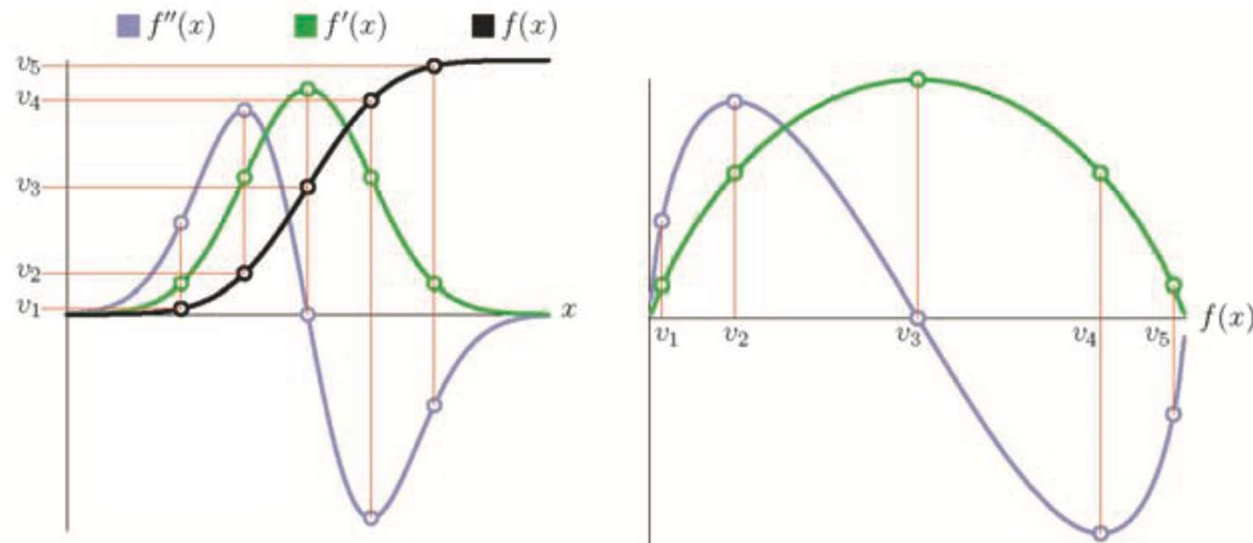 f''(x) f'(x) f(x)
v₅
v₄
v₃
v₂
v₁
x
v₁ v₂ v₃ v₄ v₅ f(x)